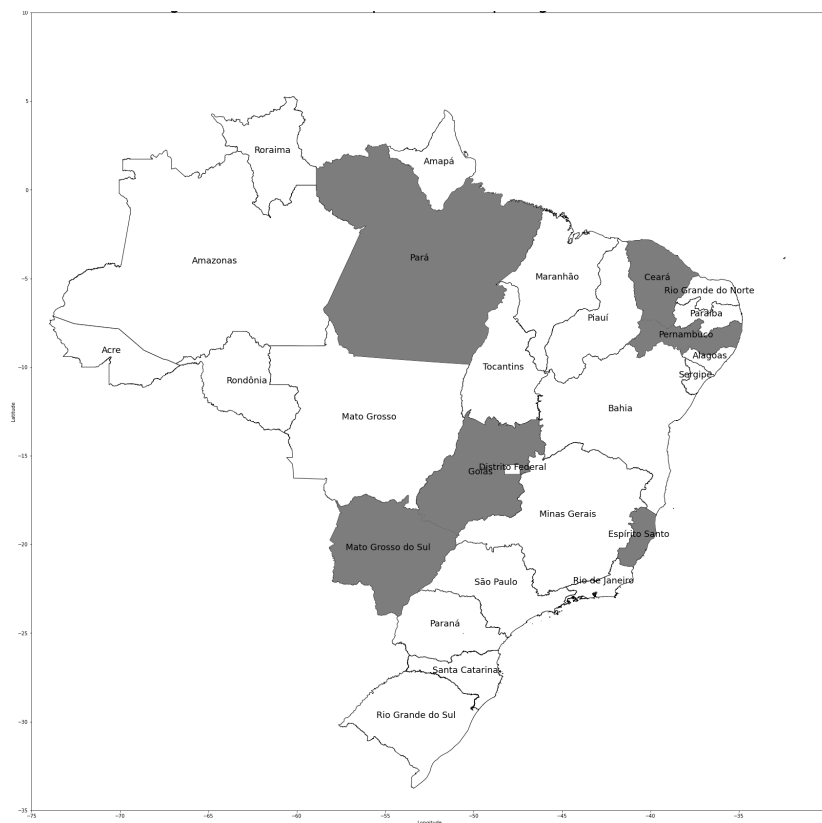 10
5
0
−5
−10
−15
−20
−25
−30
−35
−75
−70
−65
−60
−55
−50
−45
−40
−35
Latitude
Longitude
Roraima
Amapá
Amazonas
Pará
Maranhão
Ceará
Rio Grande do Norte
Piauí
Paraíba
Pernambuco
Acre
Alagoas
Tocantins
Sergipe
Rondônia
Mato Grosso
Bahia
Distrito Federal
Goiás
Minas Gerais
Espírito Santo
Mato Grosso do Sul
São Paulo
Rio de Janeiro
Paraná
Santa Catarina
Rio Grande do Sul